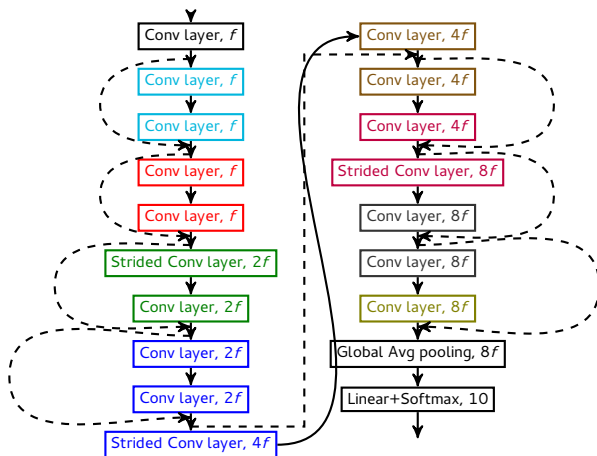 Conv layer, f
Conv layer, f
Conv layer, f
Conv layer, f
Conv layer, f
Strided Conv layer, 2f
Conv layer, 2f
Conv layer, 2f
Conv layer, 2f
Strided Conv layer, 4f
Conv layer, 4f
Conv layer, 4f
Conv layer, 4f
Strided Conv layer, 8f
Conv layer, 8f
Conv layer, 8f
Conv layer, 8f
Global Avg pooling, 8f
Linear+Softmax, 10